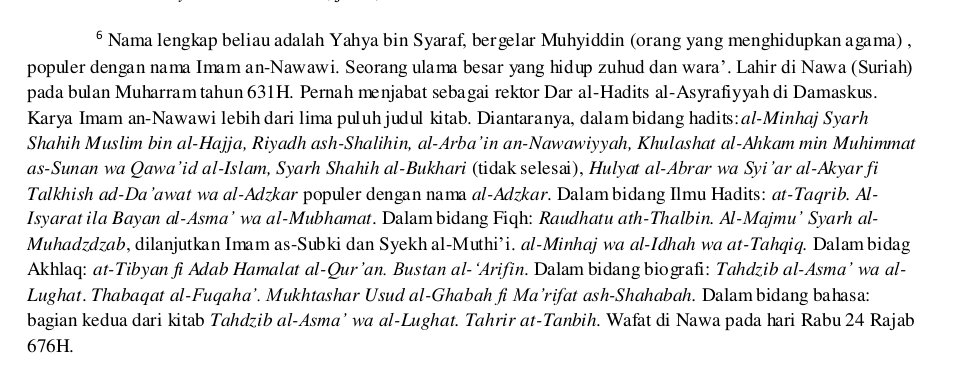 ⁶ Nama lengkap beliau adalah Yahya bin Syaraf, bergelar Muhyiddin (orang yang menghidupkan agama) ,
populer dengan nama Imam an-Nawawi. Seorang ulama besar yang hidup zuhud dan wara’. Lahir di Nawa (Suriah)
pada bulan Muharram tahun 631H. Pernah menjabat sebagai rektor Dar al-Hadits al-Asyrafiyyah di Damaskus.
Karya Imam an-Nawawi lebih dari lima puluh judul kitab. Diantaranya, dalam bidang hadits: al-Minhaj Syarh
Shahih Muslim bin al-Hajja, Riyadh ash-Shalihin, al-Arba’in an-Nawawiyyah, Khulashat al-Ahkam min Muhimmat
as-Sunan wa Qawa’id al-Islam, Syarh Shahih al-Bukhari (tidak selesai), Hulyat al-Abrar wa Syi’ar al-Akyar fi
Talkhish ad-Da’awat wa al-Adzkar populer dengan nama al-Adzkar. Dalam bidang Ilmu Hadits: at-Taqrib. Al-
Isyarat ila Bayan al-Asma’ wa al-Mubhamat. Dalam bidang Fiqh: Raudhatu ath-Thalbin. Al-Majmu’ Syarh al-
Muhadzdzab, dilanjutkan Imam as-Subki dan Syekh al-Muthi’i. al-Minhaj wa al-Idhah wa at-Tahqiq. Dalam bidag
Akhlaq: at-Tibyan fi Adab Hamalat al-Qur’an. Bustan al-‘Arifin. Dalam bidang biografi: Tahdzib al-Asma’ wa al-
Lughat. Thabaqat al-Fuqaha’. Mukhtashar Usud al-Ghabah fi Ma’rifat ash-Shahabah. Dalam bidang bahasa:
bagian kedua dari kitab Tahdzib al-Asma’ wa al-Lughat. Tahrir at-Tanbih. Wafat di Nawa pada hari Rabu 24 Rajab
676H.